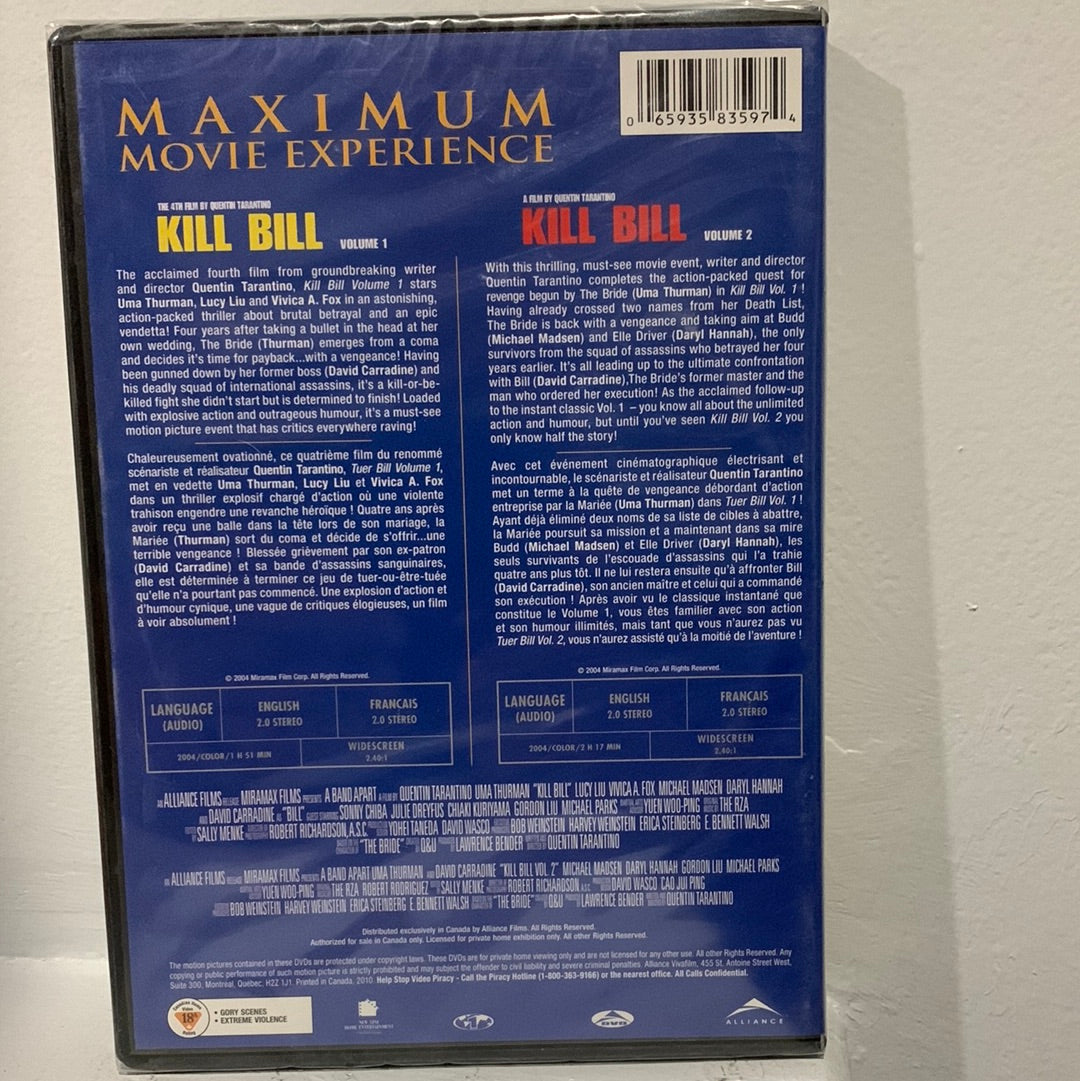 MAXIMUM
MOVIE EXPERIENCE
0 65935 83597 4
THE 4TH FILM BY QUENTIN TARANTINO
KILL BILL VOLUME 1
The acclaimed fourth film from groundbreaking writer
and director Quentin Tarantino, Kill Bill Volume 1 stars
Uma Thurman, Lucy Liu and Vivica A. Fox in an astonishing,
action-packed thriller about brutal betrayal and an epic
vendetta! Four years after taking a bullet in the head at her
own wedding, The Bride (Thurman) emerges from a coma
and decides it's time for payback...with a vengeance! Having
been gunned down by her former boss (David Carradine) and
his deadly squad of international assassins, it's a kill-or-be-
killed fight she didn't start but is determined to finish! Loaded
with explosive action and outrageous humour, it's a must-see
motion picture event that has critics everywhere raving!
Chaleureusement ovationné, ce quatrième film du renommé
scénariste et réalisateur Quentin Tarantino, Tuer Bill Volume 1,
met en vedette Uma Thurman, Lucy Liu et Vivica A. Fox
dans un thriller explosif chargé d'action où une violente
trahison engendre une revanche héroïque ! Quatre ans après
avoir reçu une balle dans la tête lors de son mariage, la
Mariée (Thurman) sort du coma et décide de s'offrir...une
terrible vengeance ! Blessée grièvement par son ex-patron
(David Carradine) et sa bande d'assassins sanguinaires,
elle est déterminée à terminer ce jeu de tuer-ou-être-tuée
qu'elle n'a pourtant pas commencé. Une explosion d'action et
d'humour cynique, une vague de critiques élogieuses, un film
à voir absolument !
© 2004 Miramax Film Corp. All Rights Reserved.
LANGUAGE (AUDIO) ENGLISH 2.0 STEREO FRANCAIS 2.0 STEREO
2004/COLOR/1 H 51 MIN WIDESCREEN 2.40:1
A FILM BY QUENTIN TARANTINO
KILL BILL VOLUME 2
With this thrilling, must-see movie event, writer and director
Quentin Tarantino completes the action-packed quest for
revenge begun by The Bride (Uma Thurman) in Kill Bill Vol. 1 !
Having already crossed two names from her Death List,
The Bride is back with a vengeance and taking aim at Budd
(Michael Madsen) and Elle Driver (Daryl Hannah), the only
survivors from the squad of assassins who betrayed her four
years earlier. It's all leading up to the ultimate confrontation
with Bill (David Carradine),The Bride's former master and the
man who ordered her execution! As the acclaimed follow-up
to the instant classic Vol. 1 – you know all about the unlimited
action and humour, but until you've seen Kill Bill Vol. 2 you
only know half the story!
Avec cet événement cinématographique électrisant et
incontournable, le scénariste et réalisateur Quentin Tarantino
met un terme à la quête de vengeance débordant d'action
entreprise par la Mariée (Uma Thurman) dans Tuer Bill Vol. 1 !
Ayant déjà éliminé deux noms de sa liste de cibles à abattre,
la Mariée poursuit sa mission et a maintenant dans sa mire
Budd (Michael Madsen) et Elle Driver (Daryl Hannah), les
seuls survivants de l'escouade d'assassins qui l'a trahie
quatre ans plus tôt. Il ne lui restera ensuite qu'à affronter Bill
(David Carradine), son ancien maître et celui qui a commandé
son exécution ! Après avoir vu le classique instantané que
constitue le Volume 1, vous êtes familier avec son action
et son humour illimités, mais tant que vous n'aurez pas vu
Tuer Bill Vol. 2, vous n'aurez assisté qu'à la moitié de l'aventure !
© 2004 Miramax Film Corp. All Rights Reserved.
LANGUAGE (AUDIO) ENGLISH 2.0 STEREO FRANCAIS 2.0 STEREO
2004/COLOR/2 H 17 MIN WIDESCREEN 2.40:1
AN ALLIANCE FILMS RELEASE MIRAMAX FILMS PRESENTS A BAND APART A FILM BY QUENTIN TARANTINO UMA THURMAN "KILL BILL" LUCY LIU VIVICA A. FOX MICHAEL MADSEN DARYL HANNAH
AND DAVID CARRADINE AS "BILL" GUEST STARRING SONNY CHIBA JULIE DREYFUS CHIAKI KURIYAMA GORDON LIU MICHAEL PARKS YUEN WOO-PING THE RZA
SALLY MENKE ROBERT RICHARDSON, A.S.C. YOHEI TANEDA DAVID WASCO BOB WEINSTEIN HARVEY WEINSTEIN ERICA STEINBERG E. BENNETT WALSH
"THE BRIDE" Q&U LAWRENCE BENDER QUENTIN TARANTINO
AN ALLIANCE FILMS RELEASE MIRAMAX FILMS PRESENTS A BAND APART UMA THURMAN AND DAVID CARRADINE "KILL BILL VOL 2" MICHAEL MADSEN DARYL HANNAH GORDON LIU MICHAEL PARKS
YUEN WOO-PING THE RZA ROBERT RODRIGUEZ SALLY MENKE ROBERT RICHARDSON A.S.C. DAVID WASCO CAO JUI PING
BOB WEINSTEIN HARVEY WEINSTEIN ERICA STEINBERG E. BENNETT WALSH "THE BRIDE" Q&U LAWRENCE BENDER QUENTIN TARANTINO
Distributed exclusively in Canada by Alliance Films. All Rights Reserved.
Authorized for sale in Canada only. Licensed for private home exhibition only. All other Rights Reserved.
The motion pictures contained in these DVDs are protected under copyright laws. These DVDs are for private home viewing only and are not licensed for any other use. All other Rights Reserved. Any
copying or public performance of such motion picture is strictly prohibited and may subject the offender to civil liability and severe criminal penalties. Alliance Vivafilm, 455 St. Antoine Street West,
Suite 300, Montreal, Québec, H2Z 1J1. Printed in Canada. 2010. Help Stop Video Piracy - Call the Piracy Hotline (1-800-363-9166) or the nearest office. All Calls Confidential.
Canadian Home Video 18A Rating
• GORY SCENES
• EXTREME VIOLENCE
NEW LINE
HOME ENTERTAINMENT
DVD
ALLIANCE